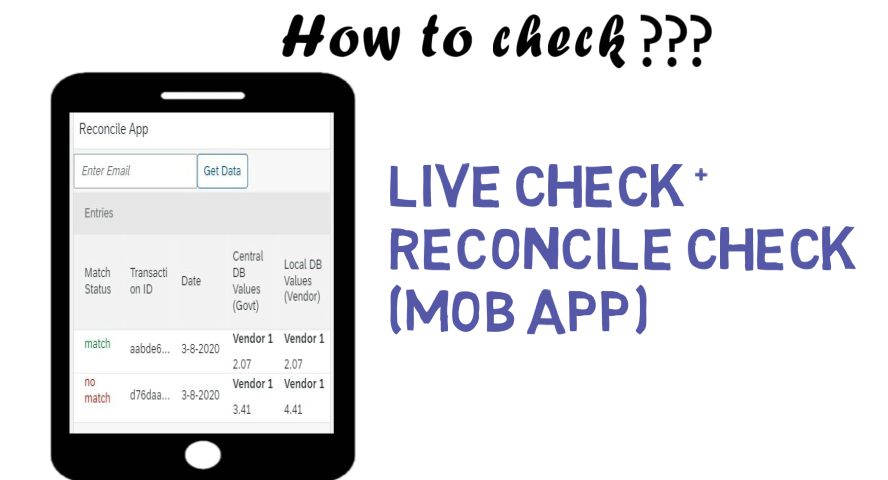 How to check???
Reconcile App
Enter Email
Get Data
Entries
Match Status
Transacti on ID
Date
Central DB Values (Govt)
Local DB Values (Vendor)
match
aabde6...
3-8-2020
Vendor 1
2.07
Vendor 1
2.07
no match
d76daa...
3-8-2020
Vendor 1
3.41
Vendor 1
4.41
LIVE CHECK +
RECONCILE CHECK
(MOB APP)